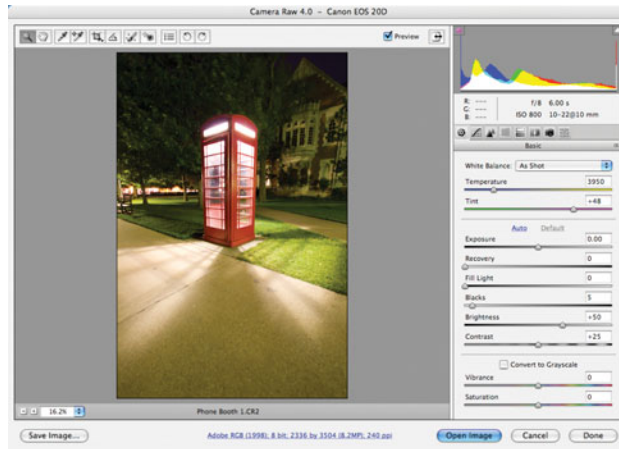 Camera Raw 4.0 – Canon EOS 20D
Preview
R: ---
G: ---
B: ---
f/8 6.00 s
ISO 800 10–22@10 mm
Basic
White Balance: As Shot
Temperature 3950
Tint +48
Auto Default
Exposure 0.00
Recovery 0
Fill Light 0
Blacks 5
Brightness +50
Contrast +25
Convert to Grayscale
Vibrance 0
Saturation 0
16.2% Phone Booth 1.CR2
Save Image... Adobe RGB (1998); 8 bit; 2336 by 3504 (8.2MP); 240 ppi Open Image Cancel Done